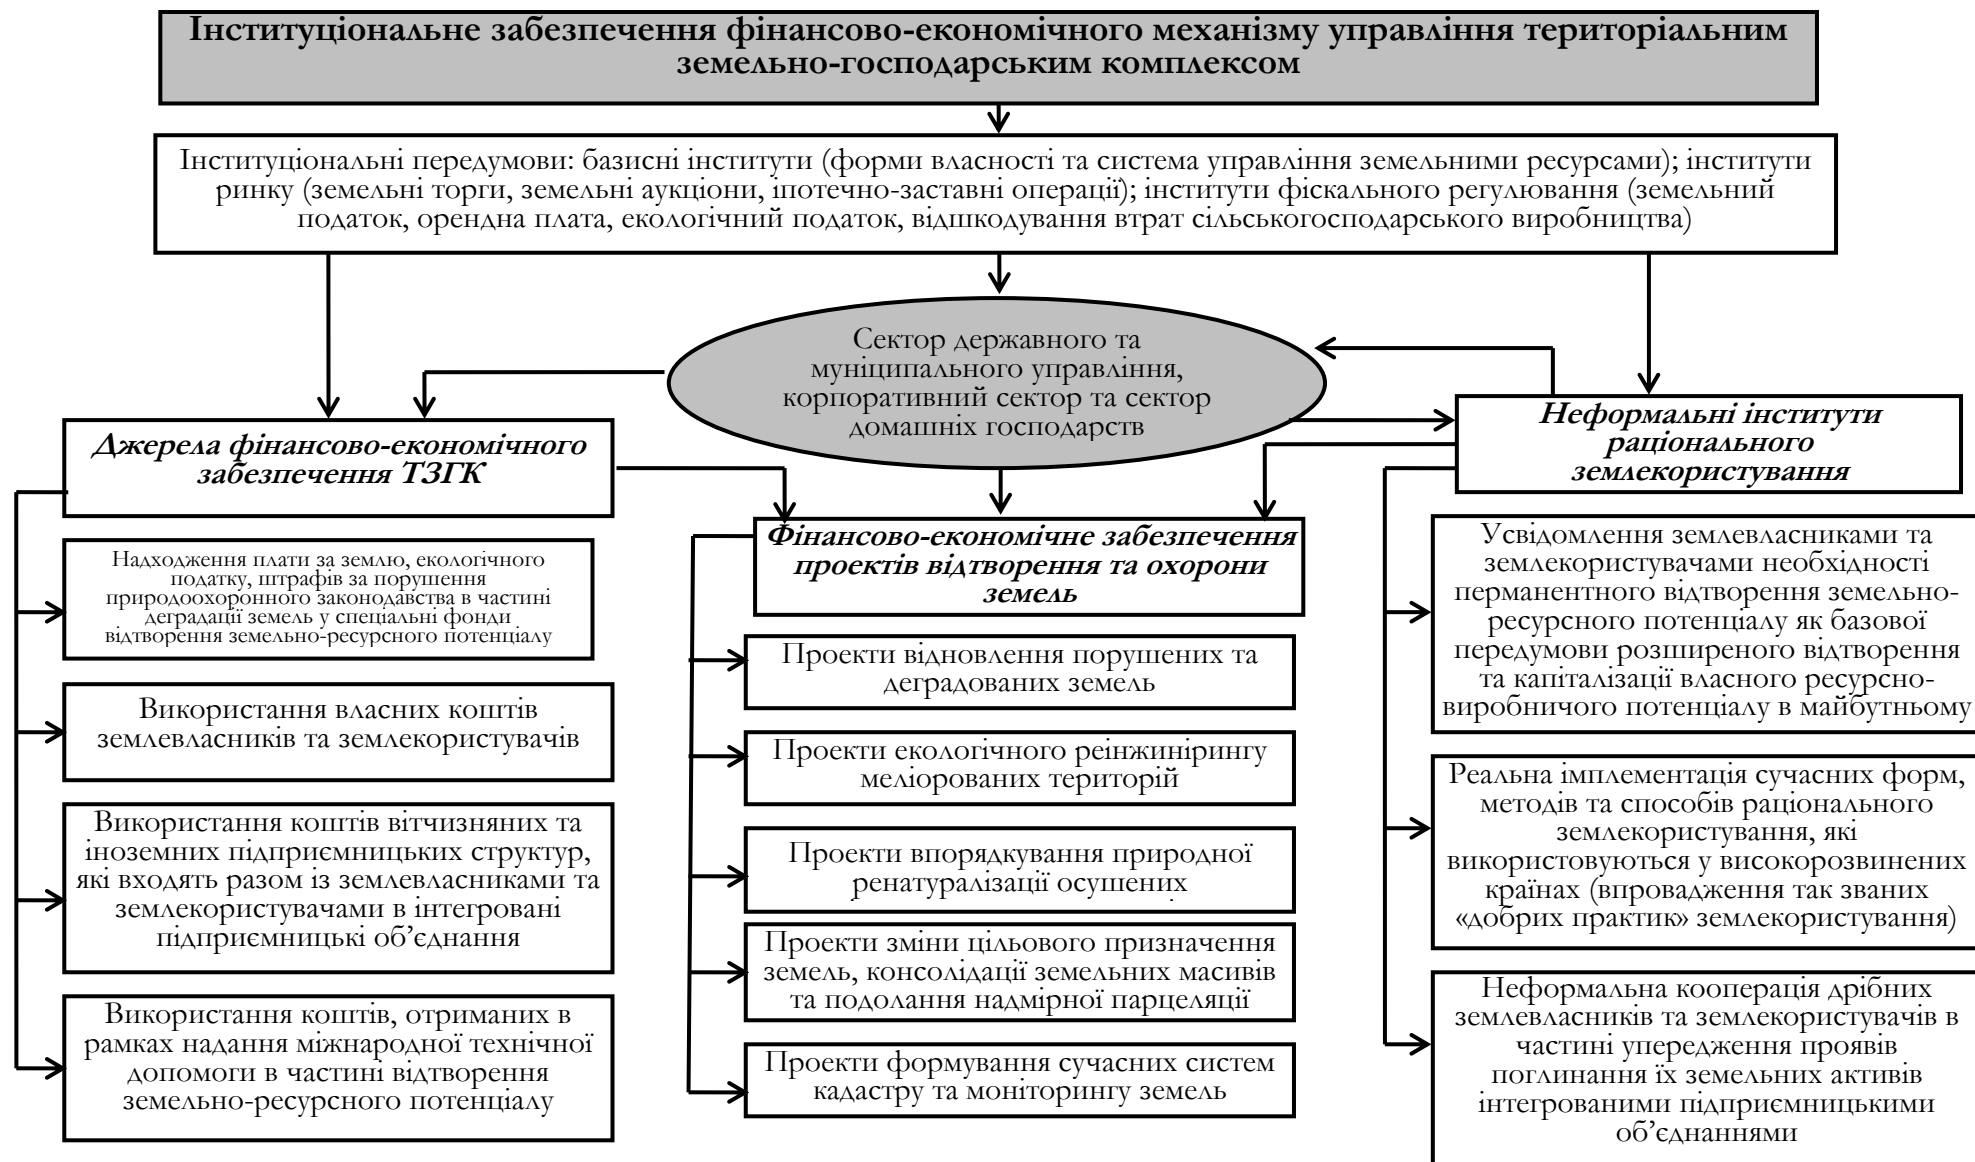 Інституціональне забезпечення фінансово-економічного механізму управління територіальним
земельно-господарським комплексом
Інституціональні передумови: базисні інститути (форми власності та система управління земельними ресурсами); інститути
ринку (земельні торги, земельні аукціони, іпотечно-заставні операції); інститути фіскального регулювання (земельний
податок, орендна плата, екологічний податок, відшкодування втрат сільськогосподарського виробництва)
Сектор державного та
муніципального управління,
корпоративний сектор та сектор
домашніх господарств
Джерела фінансово-економічного
забезпечення ТЗГК
Надходження плати за землю, екологічного
податку, штрафів за порушення
природоохоронного законодавства в частині
деградації земель у спеціальні фонди
відтворення земельно-ресурсного потенціалу
Використання власних коштів
землевласників та землекористувачів
Використання коштів вітчизняних та
іноземних підприємницьких структур,
які входять разом із землевласниками та
землекористувачами в інтегровані
підприємницькі об’єднання
Використання коштів, отриманих в
рамках надання міжнародної технічної
допомоги в частині відтворення
земельно-ресурсного потенціалу
Фінансово-економічне забезпечення
проектів відтворення та охорони
земель
Проекти відновлення порушених та
деградованих земель
Проекти екологічного реінжинірингу
меліорованих територій
Проекти впорядкування природної
ренатуралізації осушених
Проекти зміни цільового призначення
земель, консолідації земельних масивів
та подолання надмірної парцеляції
Проекти формування сучасних систем
кадастру та моніторингу земель
Неформальні інститути
раціонального
землекористування
Усвідомлення землевласниками та
землекористувачами необхідності
перманентного відтворення земельно-
ресурсного потенціалу як базової
передумови розширеного відтворення
та капіталізації власного ресурсно-
виробничого потенціалу в майбутньому
Реальна імплементація сучасних форм,
методів та способів раціонального
землекористування, які
використовуються у високорозвинених
країнах (впровадження так званих
«добрих практик» землекористування)
Неформальна кооперація дрібних
землевласників та землекористувачів в
частині упередження проявів
поглинання їх земельних активів
інтегрованими підприємницькими
об’єднаннями